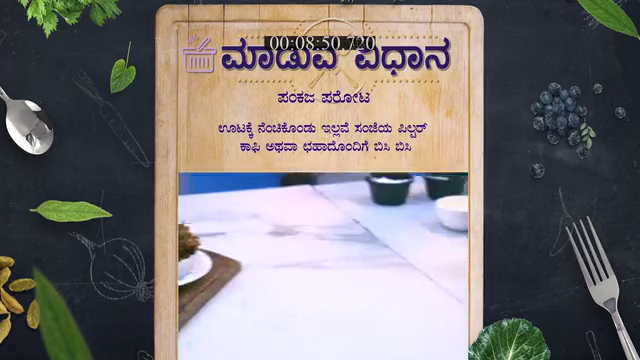 ಮಾಡುವ ವಿಧಾನ
00:08:50.720
ಪಂಕಜ ಪರೋಟ
ಊಟಕ್ಕೆ ನೆಂಚಿಕೊಂಡು ಇಲ್ಲವೆ ಸಂಜೆಯ ಫಿಲ್ಟರ್
ಕಾಫಿ ಅಥವಾ ಛಹಾದೊಂದಿಗೆ ಬಿಸಿ ಬಿಸಿ